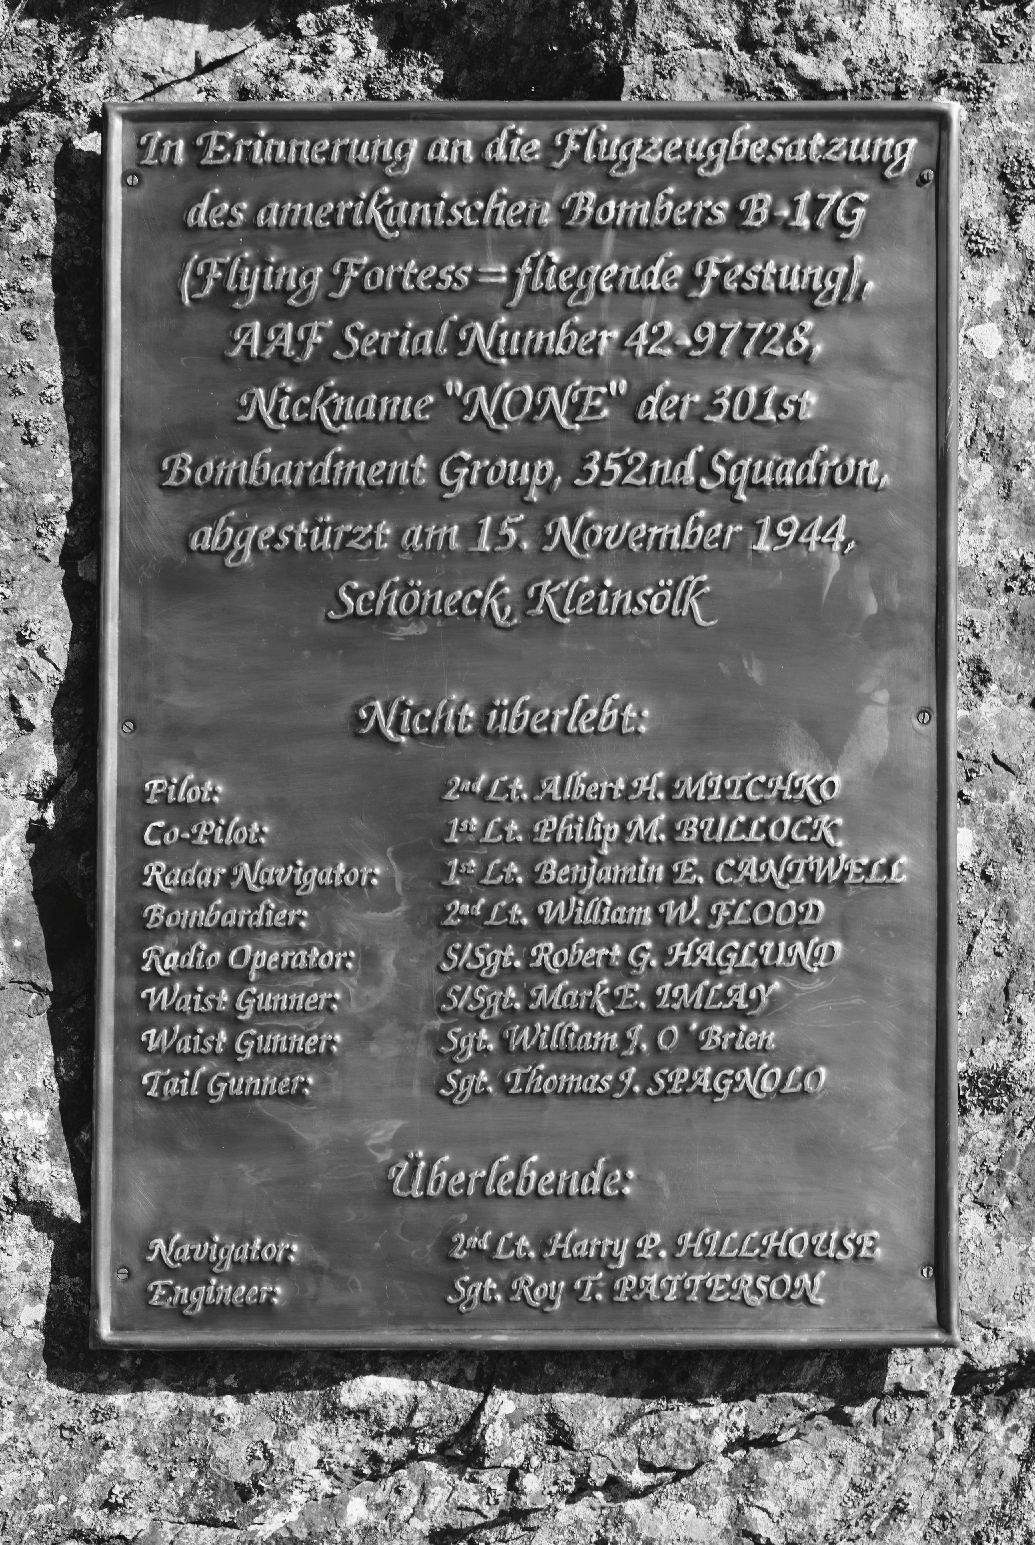 In Erinnerung an die Flugzeugbesatzung
des amerikanischen Bombers B-17G
(Flying Fortess=fliegende Festung),
AAF Serial Number 42-97728,
Nickname "NONE" der 301st
Bombardment Group, 352nd Squadron,
abgestürzt am 15. November 1944,
Schöneck, Kleinsölk
Nicht überlebt:
Pilot: 2nd Lt. Albert H. MITCHKO
Co-Pilot: 1st Lt. Philip M. BULLOCK
Radar Navigator: 1st Lt. Benjamin E. CANTWELL
Bombardier: 2nd Lt. William W. FLOOD
Radio Operator: S/Sgt. Robert G. HAGLUND
Waist Gunner: S/Sgt. Mark E. IMLAY
Waist Gunner: Sgt. William J. O'Brien
Tail Gunner: Sgt. Thomas J. SPAGNOLO
Überlebende:
Navigator: 2nd Lt. Harry P. HILLHOUSE
Engineer: Sgt. Roy T. PATTERSON